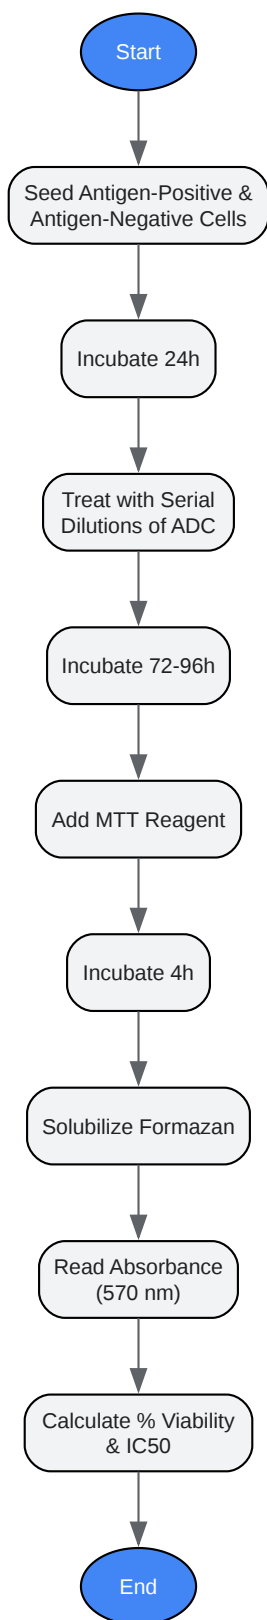 Start
Seed Antigen-Positive &
Antigen-Negative Cells
Incubate 24h
Treat with Serial
Dilutions of ADC
Incubate 72-96h
Add MTT Reagent
Incubate 4h
Solubilize Formazan
Read Absorbance
(570 nm)
Calculate % Viability
& IC50
End